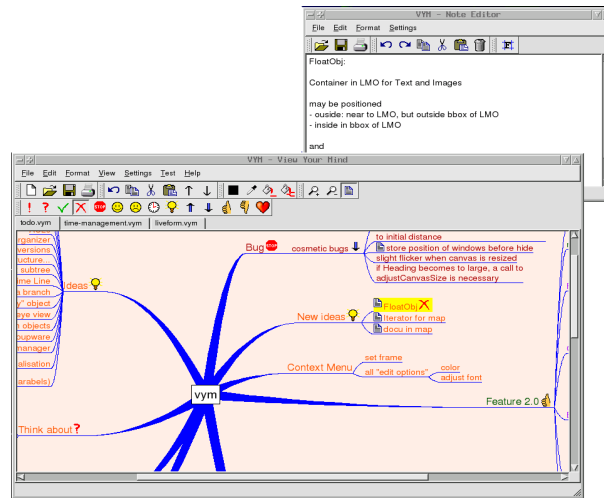 VYM - Note Editor
File Edit Format Settings
FloatObj:
Container in LMO for Text and Images
may be positioned
- ouside: near to LMO, but outside bbox of LMO
- inside in bbox of LMO
and
VYM - View Your Mind
File Edit Format View Settings Test Help
STOP
todo.vym time-management.vym liveform.vym
organizer
versions
structure...
subtree
me Line
a branch
y" object
eye view
n objects
oupware
manager
alisation
arabels)
Ideas
Think about ?
vym
Bug STOP
cosmetic bugs
to initial distance
store position of windows before hide
slight flicker when canvas is resized
if Heading becomes to large, a call to
adjustCanvasSize is necessary
New ideas
FloatObj
Iterator for map
docu in map
Context Menu
set frame
all "edit options"
color
adjust font
Feature 2.0